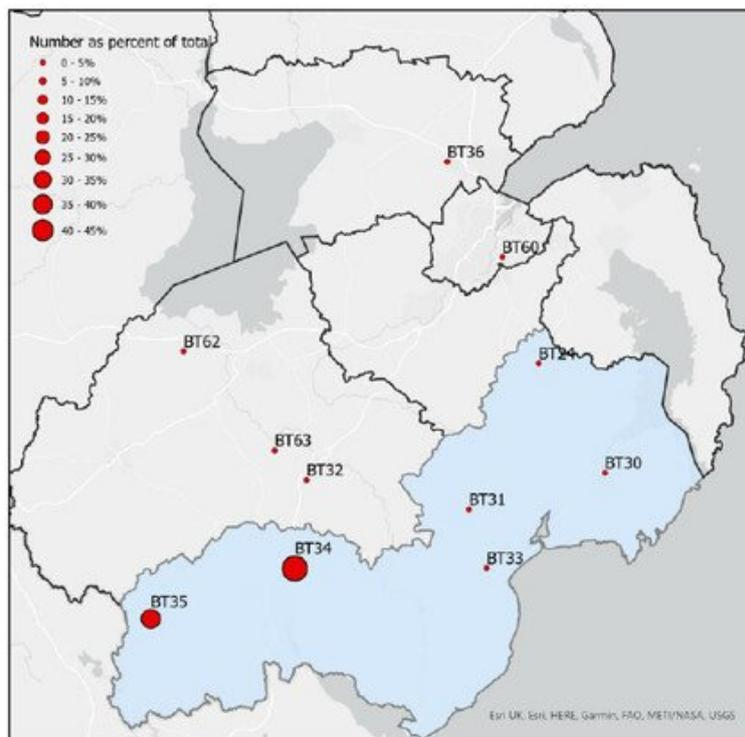 Number as percent of total
0 - 5%
5 - 10%
10 - 15%
15 - 20%
20 - 25%
25 - 30%
30 - 35%
35 - 40%
40 - 45%
BT36
BT60
BT62
BT24
BT63
BT32
BT30
BT31
BT34
BT33
BT35
Esri UK, Esri, HERE, Garmin, FAO, METI/NASA, USGS